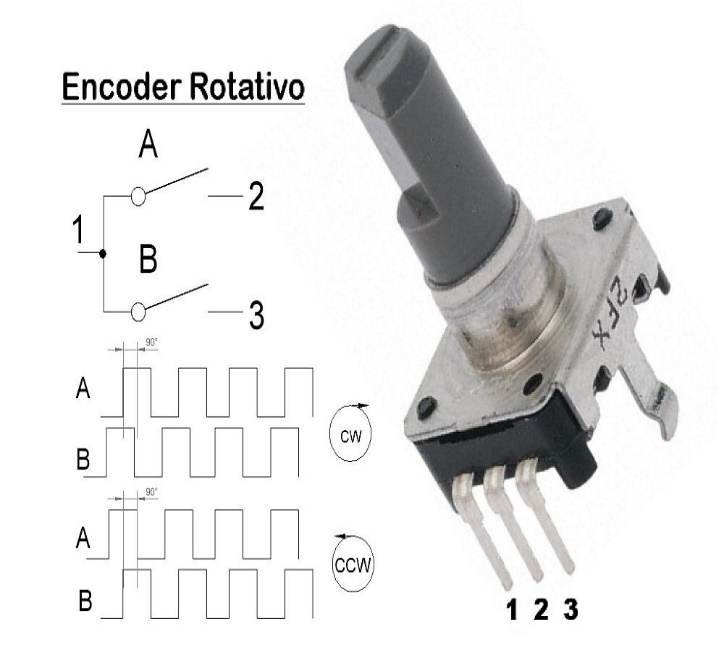 Encoder Rotativo
A
2
1
B
3
90°
A
B
CW
90°
A
B
CCW
2FX
1 2 3